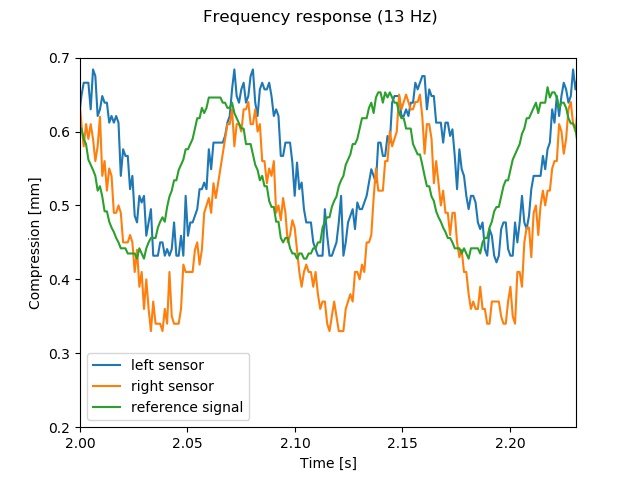 Frequency response (13 Hz)
0.7
0.6
0.5
0.4
0.3
0.2
Compression [mm]
left sensor
right sensor
reference signal
2.00 2.05 2.10 2.15 2.20
Time [s]